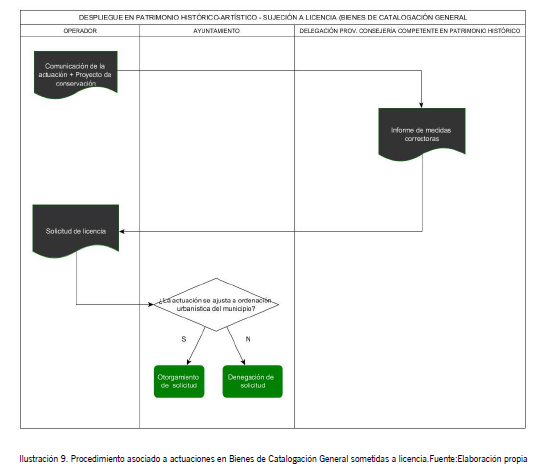 DESPLIEGUE EN PATRIMONIO HISTÓRICO-ARTÍSTICO - SUJECIÓN A LICENCIA (BIENES DE CATALOGACIÓN GENERAL
OPERADOR
AYUNTAMIENTO
DELEGACIÓN PROV. CONSEJERÍA COMPETENTE EN PATRIMONIO HISTÓRICO
Comunicación de la
actuación + Proyecto de
conservación
Informe de medidas
correctoras
Solicitud de licencia
¿La actuación se ajusta a ordenación
urbanística del municipio?
S
N
Otorgamiento
de solicitud
Denegación de
solicitud
Ilustración 9. Procedimiento asociado a actuaciones en Bienes de Catalogación General sometidas a licencia.Fuente:Elaboración propia